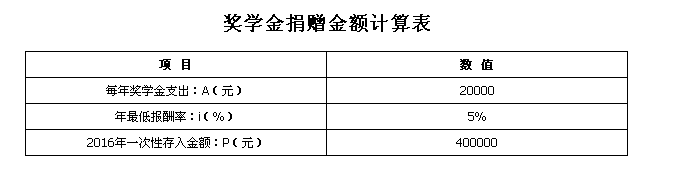 奖学金捐赠金额计算表
项 目 数 值
每年奖学金支出：A（元） 20000
年最低报酬率：i（%） 5%
2016年一次性存入金额：P（元） 400000